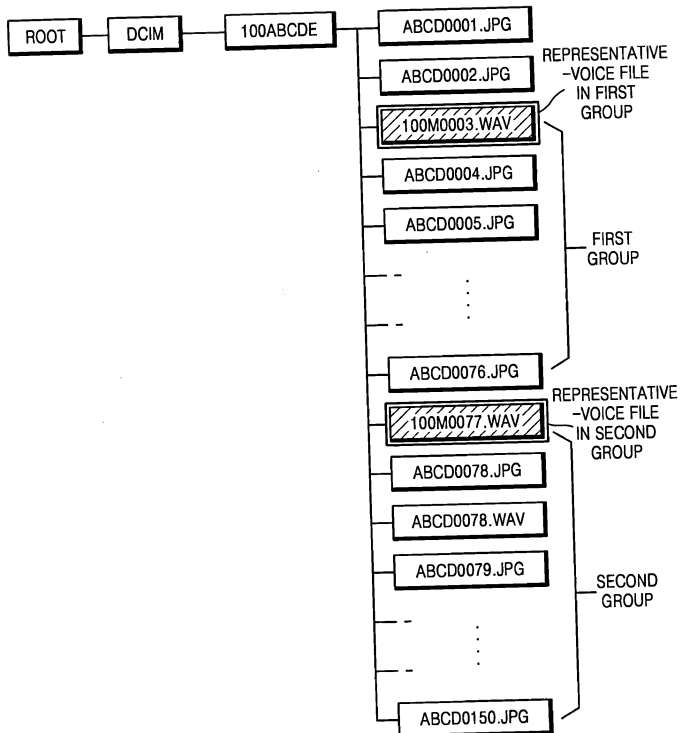 ROOT
DCIM
100ABCDE
ABCD0001.JPG
ABCD0002.JPG
REPRESENTATIVE
-VOICE FILE
IN FIRST
GROUP
100M0003.WAV
ABCD0004.JPG
ABCD0005.JPG
FIRST
GROUP
ABCD0076.JPG
REPRESENTATIVE
-VOICE FILE
IN SECOND
GROUP
100M0077.WAV
ABCD0078.JPG
ABCD0078.WAV
ABCD0079.JPG
SECOND
GROUP
ABCD0150.JPG